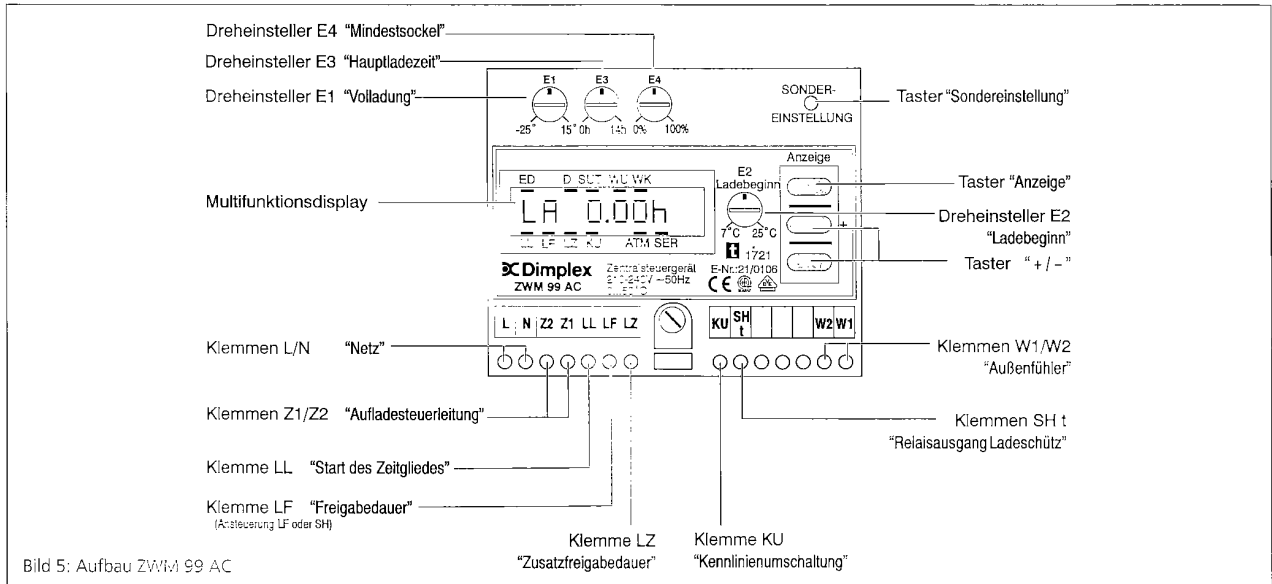 Dreheinsteller E4 “Mindestsockel”
Dreheinsteller E3 “Hauptladezeit”
Dreheinsteller E1 “Volladung”
E1
E3
E4
-25°
15°
0h
14h
0%
100%
SONDER-
EINSTELLUNG
Taster “Sondereinstellung”
Anzeige
Multifunktionsdisplay
ED D SUT WU WK
LA 0.00h
LL LF LZ KU ATM SER
E2
Ladebeginn
7°C 25°C
+
t 1721
Taster “Anzeige”
Dreheinsteller E2
“Ladebeginn”
Taster “ + / – ”
Dimplex
ZWM 99 AC
Zentralsteuergerät
~50Hz
E-Nr.:21/0106
CE
L N Z2 Z1 LL LF LZ
KU SH t W2 W1
Klemmen L/N “Netz”
Klemmen W1/W2
“Außenfühler”
Klemmen Z1/Z2 “Aufladesteuerleitung”
Klemmen SH t
“Relaisausgang Ladeschütz”
Klemme LL “Start des Zeitgliedes”
Klemme LF “Freigabedauer”
(Ansteuerung LF oder SH)
Klemme LZ
“Zusatzfreigabedauer”
Klemme KU
“Kennlinienumschaltung”
Bild 5: Aufbau ZWM 99 AC